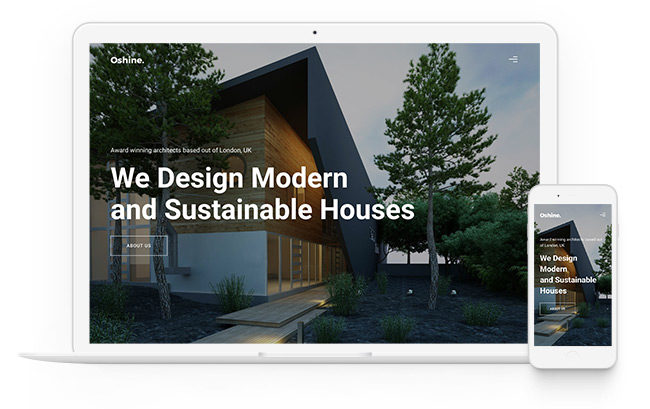 Oshine.
Award winning architects based out of London, UK
We Design Modern
and Sustainable Houses
ABOUT US
Oshine.
Award winning architects based out
of London, UK
We Design
Modern
and Sustainable
Houses
ABOUT US